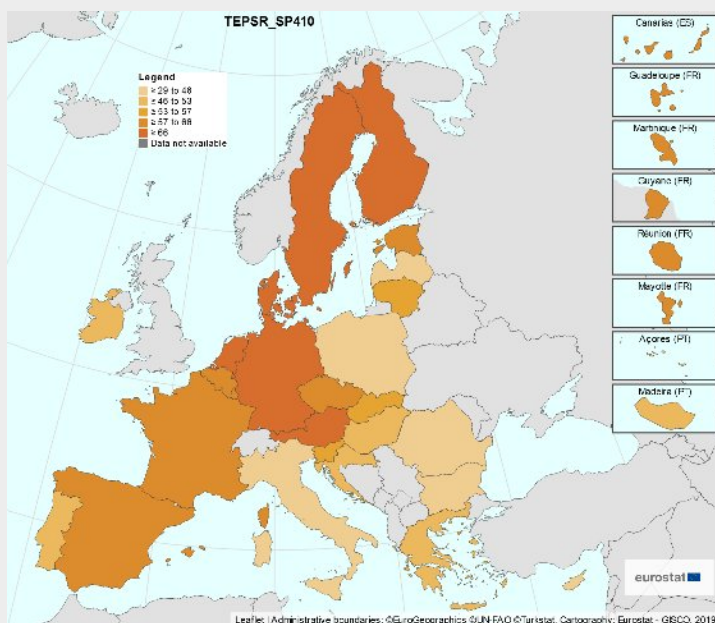 TEPSR_SP410
Legend
≥ 29 to 46
≥ 46 to 53
≥ 53 to 57
≥ 57 to 66
≥ 66
Data not available
Canarias (ES)
Guadeloupe (FR)
Martinique (FR)
Guyane (FR)
Réunion (FR)
Mayotte (FR)
Açores (PT)
Madeira (PT)
eurostat
Leaflet | Administrative boundaries: ©EuroGeographics ©UN-FAO ©Turkstat, Cartography: Eurostat - GISCO, 2019